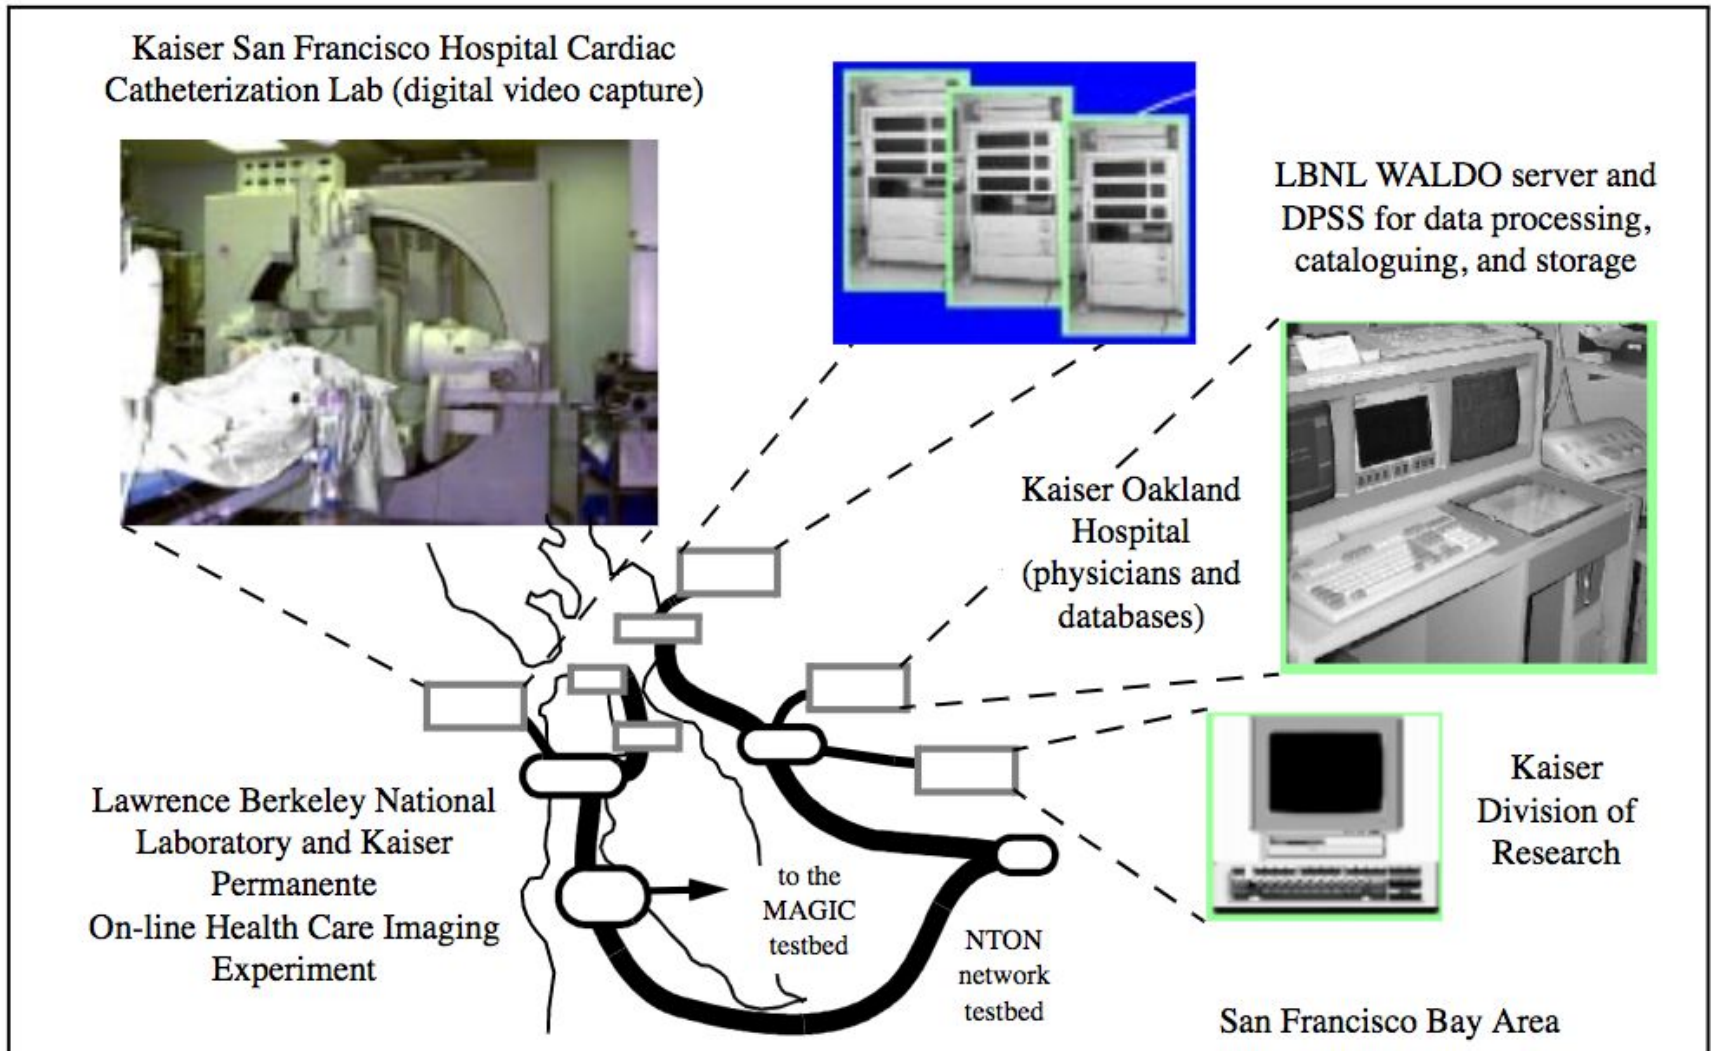 Kaiser San Francisco Hospital Cardiac
Catheterization Lab (digital video capture)
LBNL WALDO server and
DPSS for data processing,
cataloguing, and storage
Kaiser Oakland
Hospital
(physicians and
databases)
Kaiser
Division of
Research
Lawrence Berkeley National
Laboratory and Kaiser
Permanente
On-line Health Care Imaging
Experiment
to the
MAGIC
testbed
NTON
network
testbed
San Francisco Bay Area